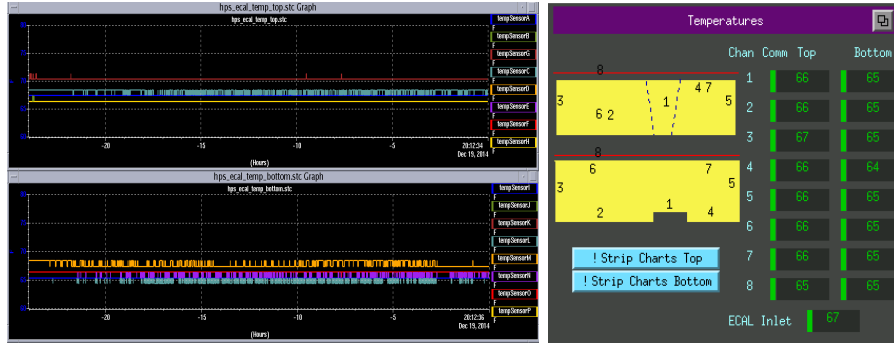 hps_ecal_temp_top.stc Graph
hps_ecal_temp_top.stc
tempSensorA
F
tempSensorB
F
tempSensorG
F
tempSensorC
F
tempSensorD
F
tempSensorE
F
tempSensorF
F
tempSensorH
F
-20
-15
-10
-5
20:12:34
Dec 19, 2014
(Hours)
hps_ecal_temp_bottom.stc Graph
hps_ecal_temp_bottom.stc
tempSensorI
F
tempSensorJ
F
tempSensorK
F
tempSensorL
F
tempSensorM
F
tempSensorN
F
tempSensorO
F
tempSensorP
F
-20
-15
-10
-5
20:12:36
Dec 19, 2014
(Hours)
Temperatures
Chan Comm Top Bottom
1 66 65
2 66 65
3 67 65
4 66 64
5 66 65
6 66 65
7 66 65
8 65 65
ECAL Inlet 67
8
3 6 2 1 4 7 5
8
3 6 2 1 7 4 5
! Strip Charts Top
! Strip Charts Bottom